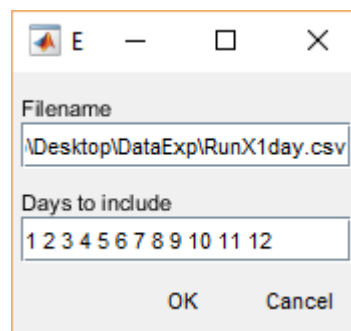 E
Filename
\Desktop\DataExp\RunX1day.csv
Days to include
1 2 3 4 5 6 7 8 9 10 11 12
OK Cancel